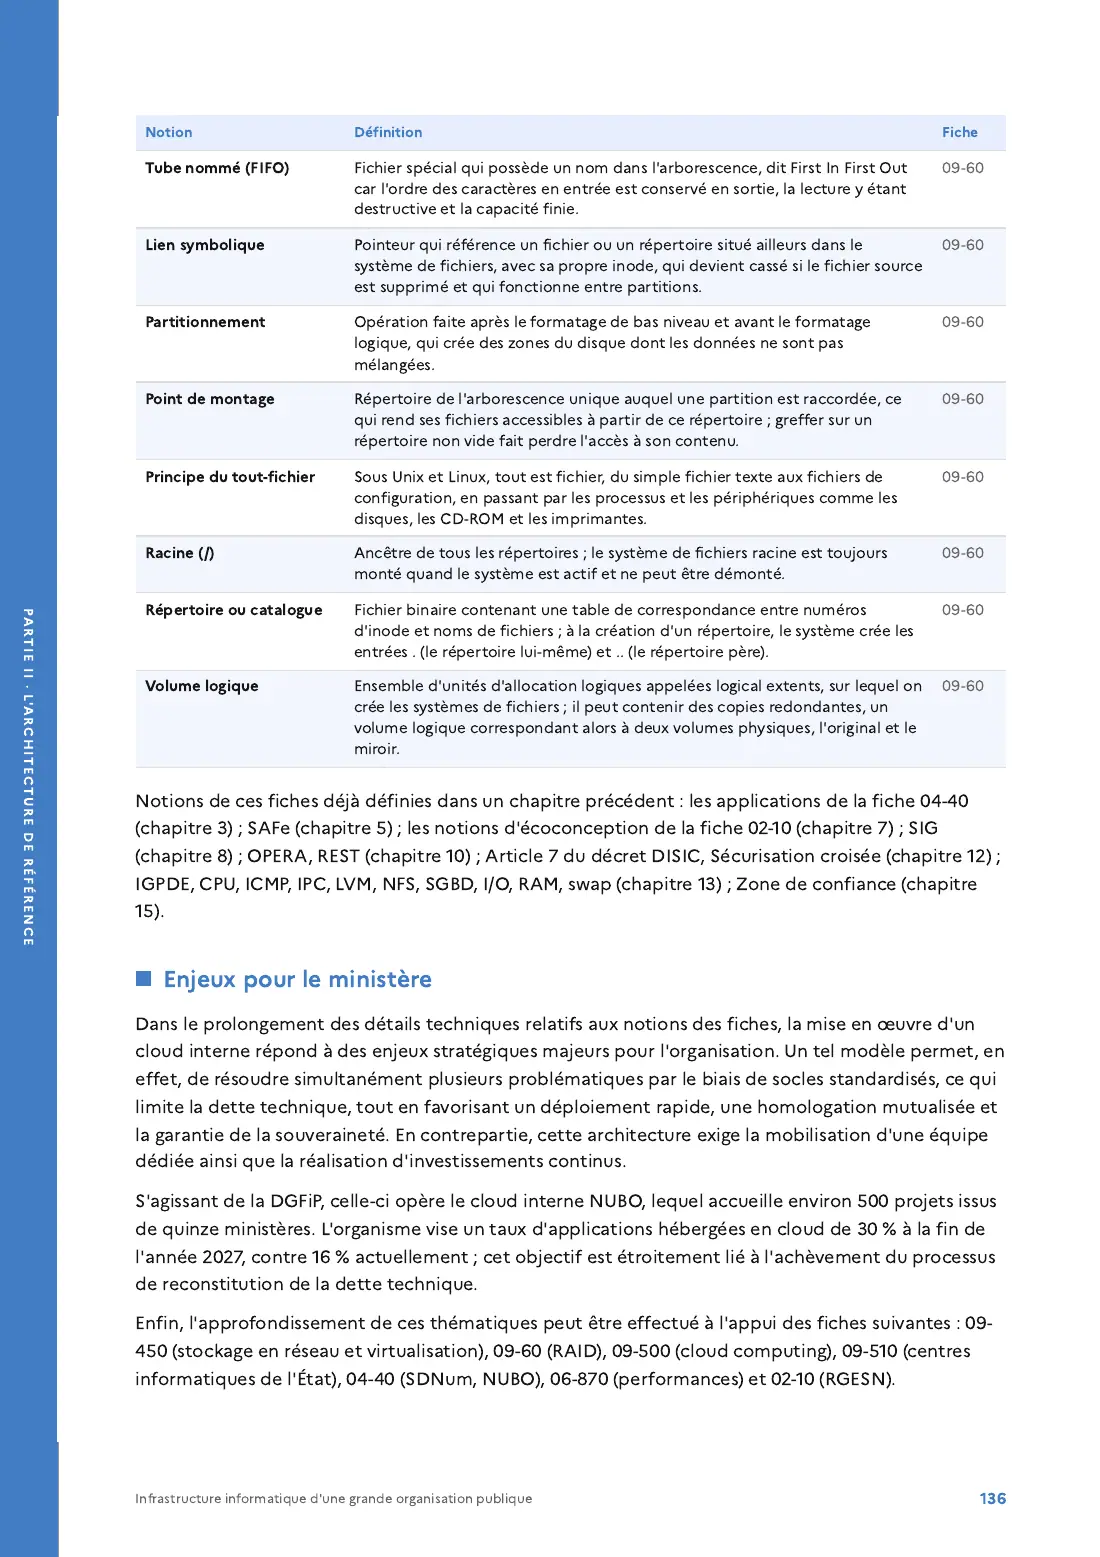 Notion Définition Fiche
Tube nommé (FIFO) Fichier spécial qui possède un nom dans l'arborescence, dit First In First Out 09-60
car l'ordre des caractères en entrée est conservé en sortie, la lecture y étant
destructive et la capacité finie.
Lien symbolique Pointeur qui référence un fichier ou un répertoire situé ailleurs dans le 09-60
système de fichiers, avec sa propre inode, qui devient cassé si le fichier source
est supprimé et qui fonctionne entre partitions.
Partitionnement Opération faite après le formatage de bas niveau et avant le formatage 09-60
logique, qui crée des zones du disque dont les données ne sont pas
mélangées.
Point de montage Répertoire de l'arborescence unique auquel une partition est raccordée, ce 09-60
qui rend ses fichiers accessibles à partir de ce répertoire ; greffer sur un
répertoire non vide fait perdre l'accès à son contenu.
Principe du tout-fichier Sous Unix et Linux, tout est fichier, du simple fichier texte aux fichiers de 09-60
configuration, en passant par les processus et les périphériques comme les
disques, les CD-ROM et les imprimantes.
Racine (/) Ancêtre de tous les répertoires ; le système de fichiers racine est toujours 09-60
monté quand le système est actif et ne peut être démonté.
Répertoire ou catalogue Fichier binaire contenant une table de correspondance entre numéros 09-60
d'inode et noms de fichiers ; à la création d'un répertoire, le système crée les
entrées . (le répertoire lui-même) et .. (le répertoire père).
Volume logique Ensemble d'unités d'allocation logiques appelées logical extents, sur lequel on 09-60
crée les systèmes de fichiers ; il peut contenir des copies redondantes, un
volume logique correspondant alors à deux volumes physiques, l'original et le
miroir.
Notions de ces fiches déjà définies dans un chapitre précédent : les applications de la fiche 04-40
(chapitre 3) ; SAFe (chapitre 5) ; les notions d'écoconception de la fiche 02-10 (chapitre 7) ; SIG
(chapitre 8) ; OPERA, REST (chapitre 10) ; Article 7 du décret DISIC, Sécurisation croisée (chapitre 12) ;
IGPDE, CPU, ICMP, IPC, LVM, NFS, SGBD, I/O, RAM, swap (chapitre 13) ; Zone de confiance (chapitre
15).
Enjeux pour le ministère
Dans le prolongement des détails techniques relatifs aux notions des fiches, la mise en œuvre d'un
cloud interne répond à des enjeux stratégiques majeurs pour l'organisation. Un tel modèle permet, en
effet, de résoudre simultanément plusieurs problématiques par le biais de socles standardisés, ce qui
limite la dette technique, tout en favorisant un déploiement rapide, une homologation mutualisée et
la garantie de la souveraineté. En contrepartie, cette architecture exige la mobilisation d'une équipe
dédiée ainsi que la réalisation d'investissements continus.
S'agissant de la DGFiP, celle-ci opère le cloud interne NUBO, lequel accueille environ 500 projets issus
de quinze ministères. L'organisme vise un taux d'applications hébergées en cloud de 30 % à la fin de
l'année 2027, contre 16 % actuellement ; cet objectif est étroitement lié à l'achèvement du processus
de reconstitution de la dette technique.
Enfin, l'approfondissement de ces thématiques peut être effectué à l'appui des fiches suivantes : 09-
450 (stockage en réseau et virtualisation), 09-60 (RAID), 09-500 (cloud computing), 09-510 (centres
informatiques de l'État), 04-40 (SDNum, NUBO), 06-870 (performances) et 02-10 (RGESN).
PARTIE II · L'ARCHITECTURE DE RÉFÉRENCE
Infrastructure informatique d'une grande organisation publique 136